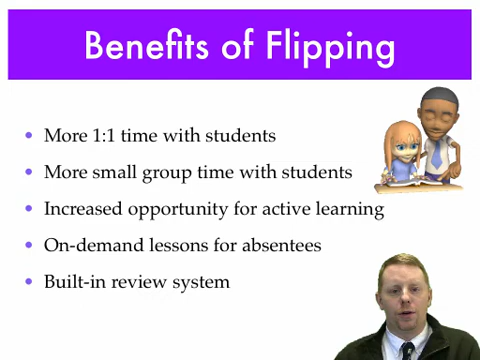 Benefits of Flipping
• More 1:1 time with students
• More small group time with students
• Increased opportunity for active learning
• On-demand lessons for absentees
• Built-in review system